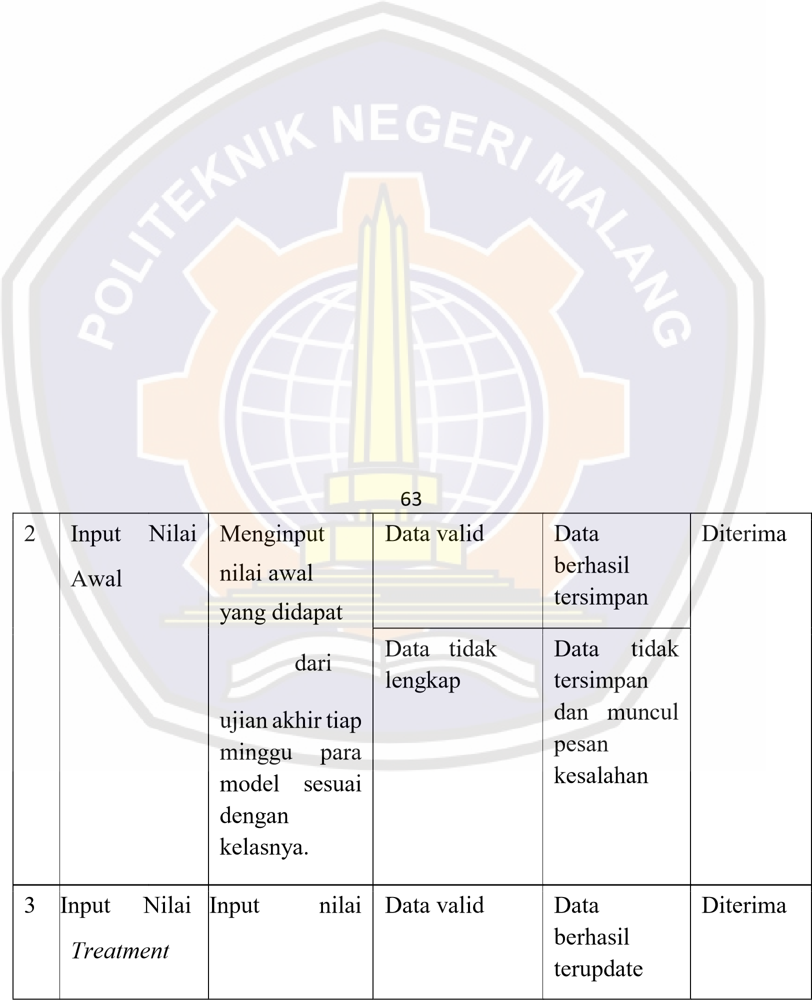 POLITEKNIK NEGERI MALANG
63
2
Input Nilai
Awal
Menginput
nilai awal
yang didapat
dari
ujian akhir tiap
minggu para
model sesuai
dengan
kelasnya.
Data valid
Data
berhasil
tersimpan
Diterima
Data tidak
lengkap
Data tidak
tersimpan
dan muncul
pesan
kesalahan
3
Input Nilai
Treatment
Input nilai
Data valid
Data
berhasil
terupdate
Diterima